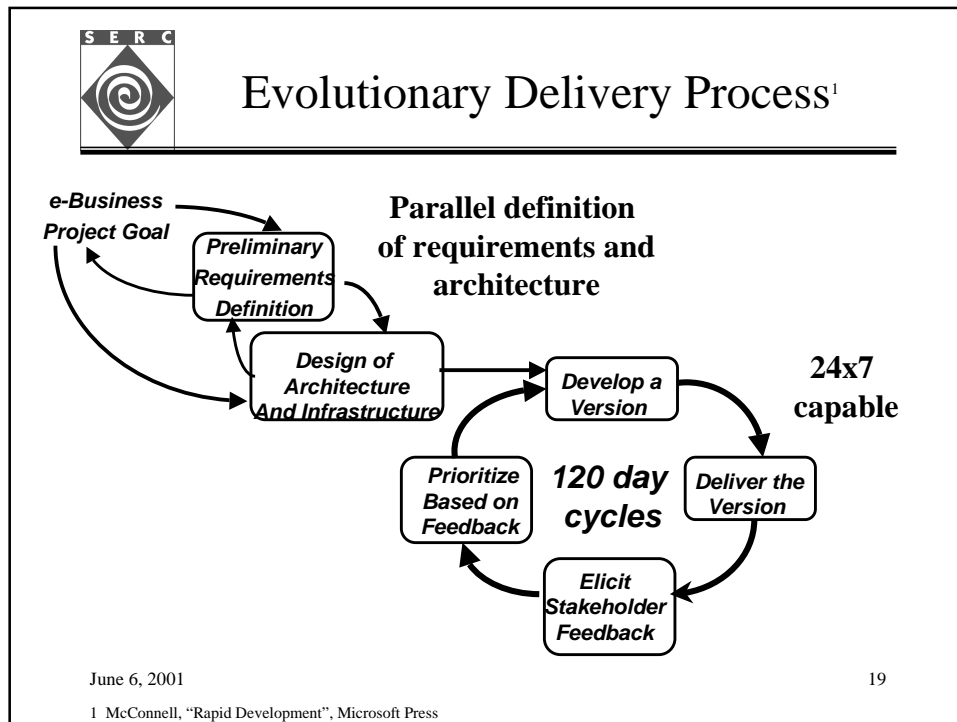 S E R C
Evolutionary Delivery Process1
e-Business
Project Goal
Parallel definition
of requirements and
architecture
Preliminary
Requirements
Definition
Design of
Architecture
And Infrastructure
Develop a
Version
24x7
capable
Prioritize
Based on
Feedback
120 day
cycles
Deliver the
Version
Elicit
Stakeholder
Feedback
June 6, 2001
19
1 McConnell, “Rapid Development”, Microsoft Press